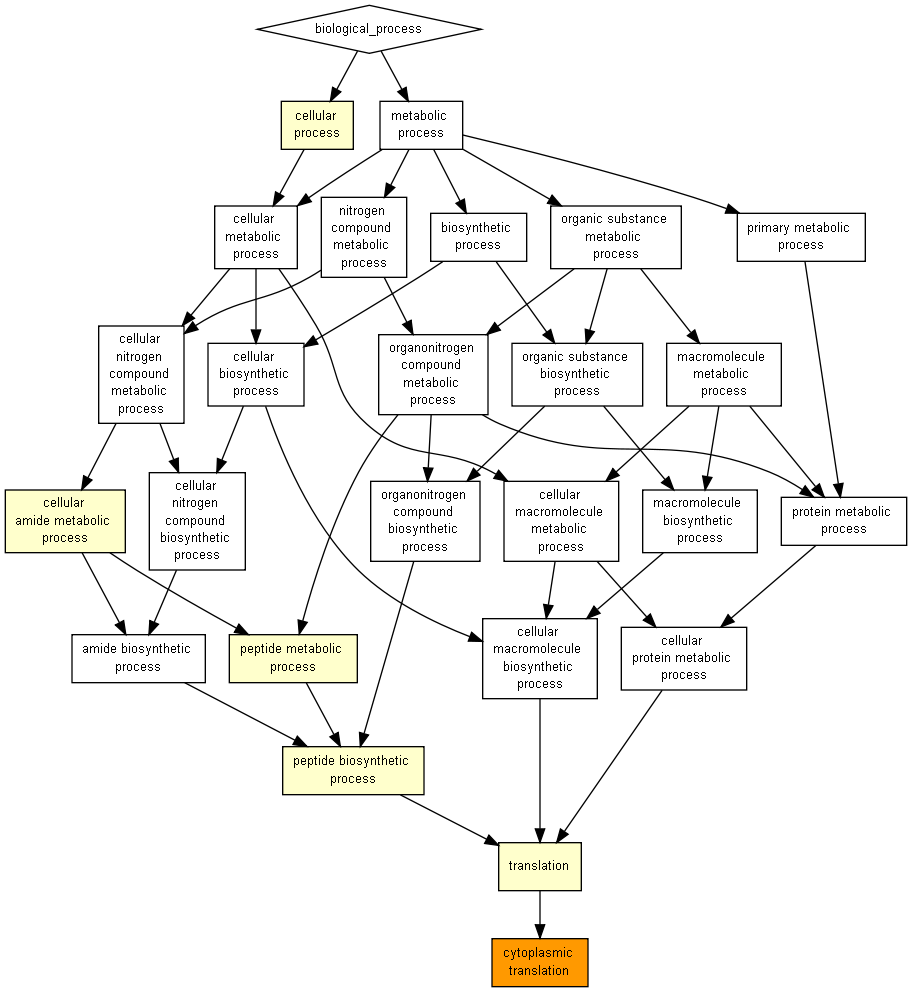 biological_process
cellular
process
metabolic
process
cellular
metabolic
process
nitrogen
compound
metabolic
process
biosynthetic
process
organic substance
metabolic
process
primary metabolic
process
cellular
nitrogen
compound
metabolic
process
cellular
biosynthetic
process
organonitrogen
compound
metabolic
process
organic substance
biosynthetic
process
macromolecule
metabolic
process
cellular
amide metabolic
process
cellular
nitrogen
compound
biosynthetic
process
organonitrogen
compound
biosynthetic
process
cellular
macromolecule
metabolic
process
macromolecule
biosynthetic
process
protein metabolic
process
amide biosynthetic
process
peptide metabolic
process
cellular
macromolecule
biosynthetic
process
cellular
protein metabolic
process
peptide biosynthetic
process
translation
cytoplasmic
translation